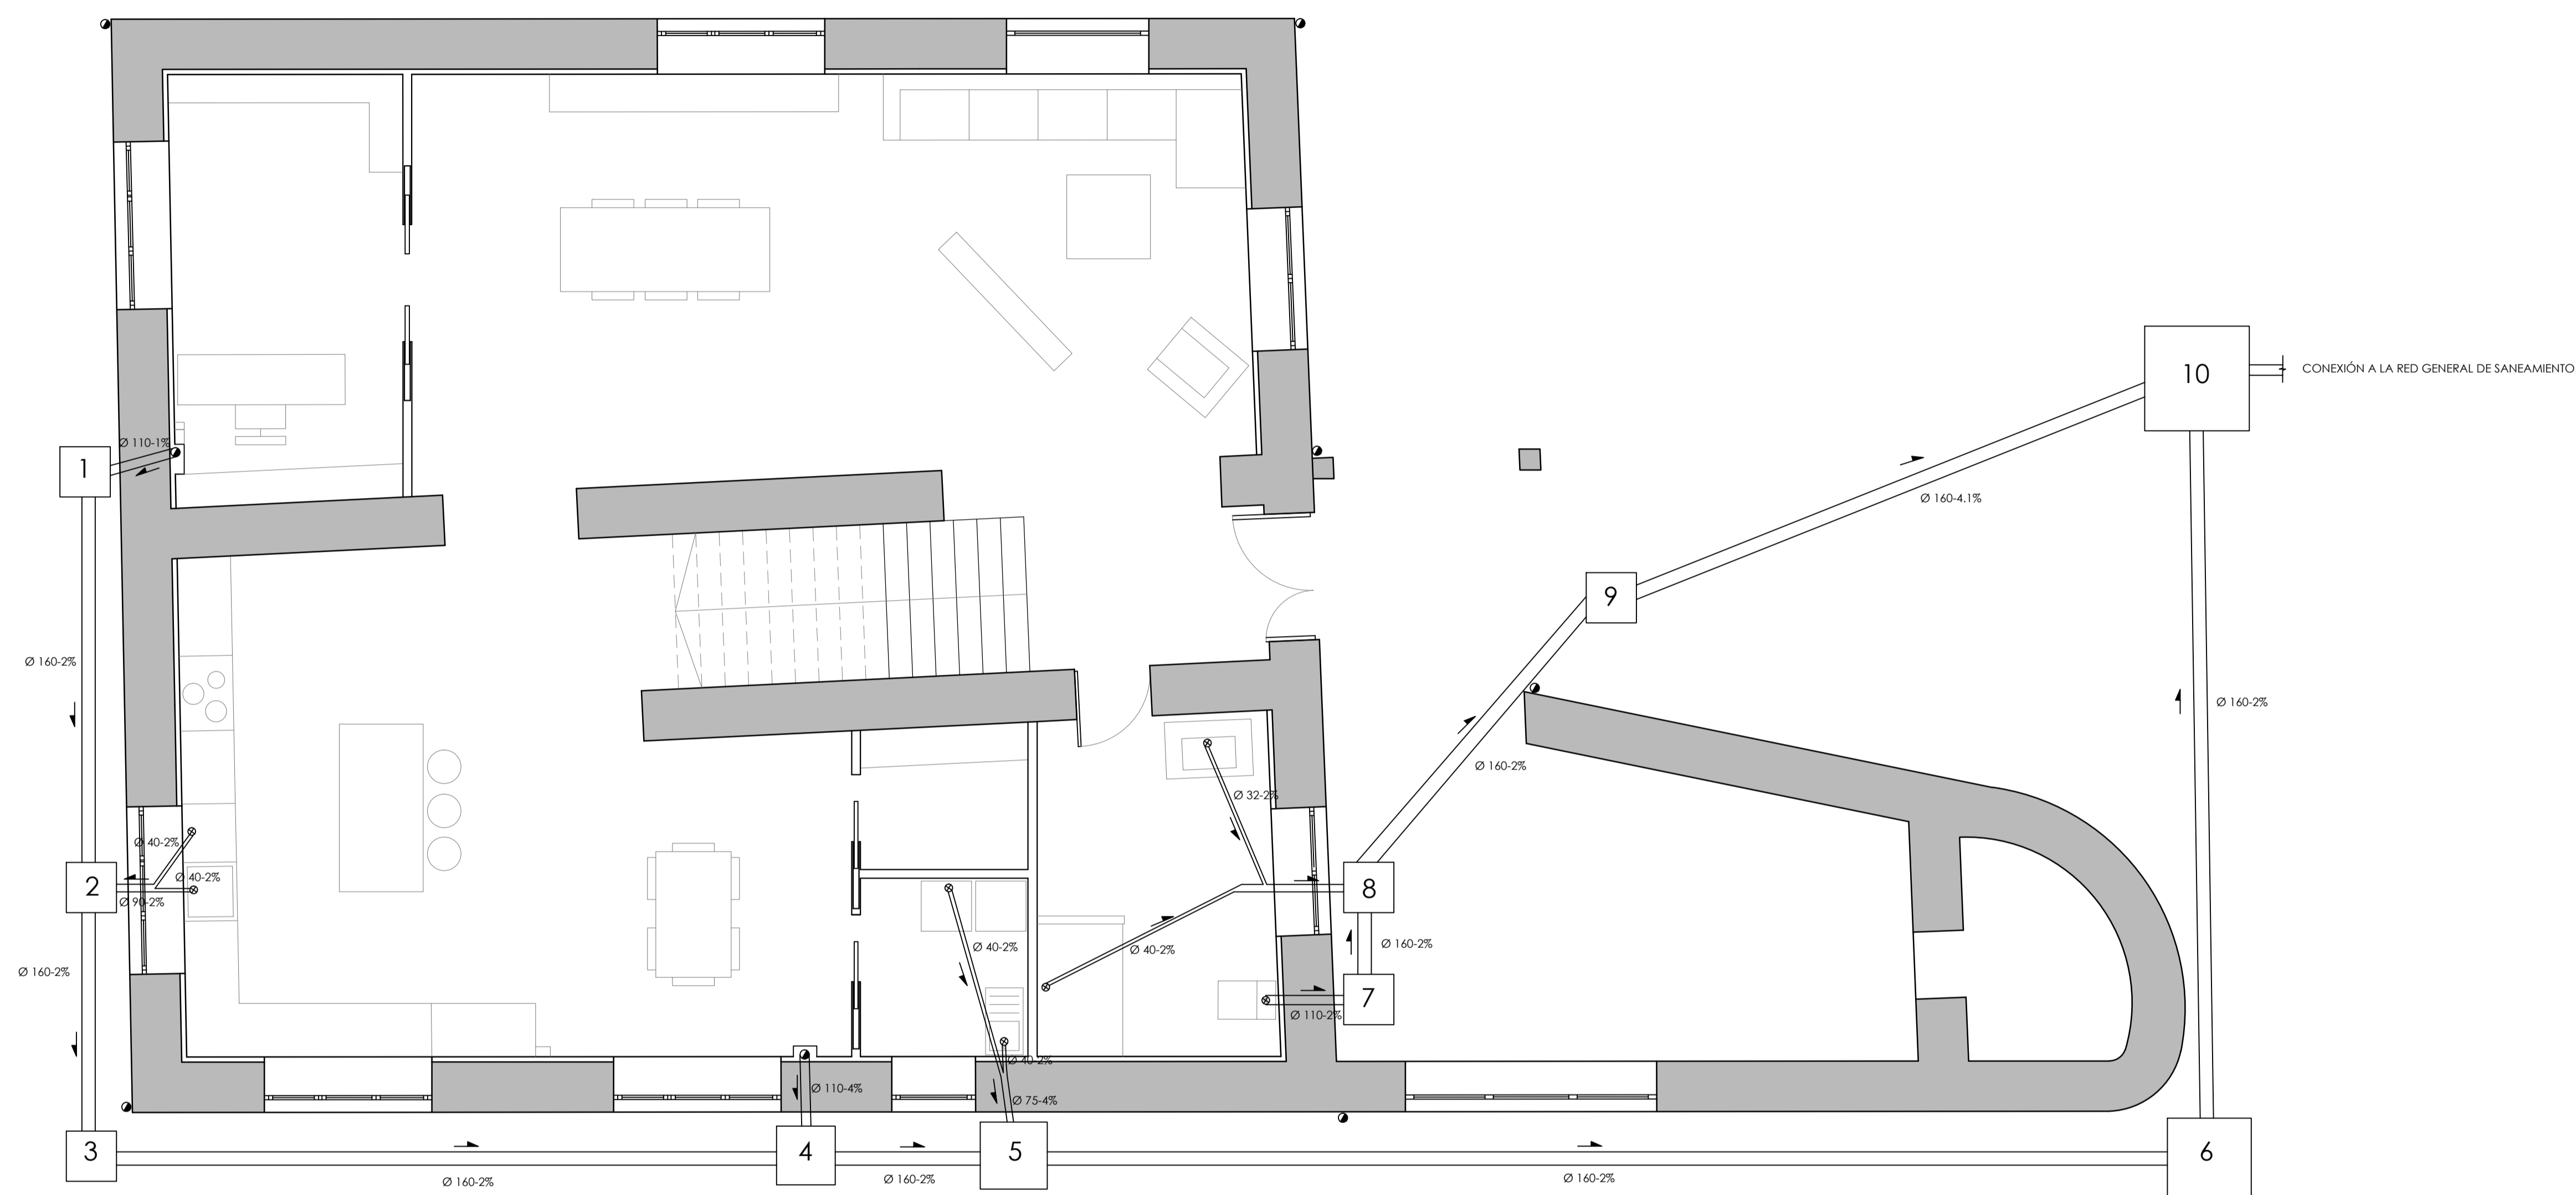 10
CONEXIÓN A LA RED GENERAL DE SANEAMIENTO
Ø 110-1%
1
Ø 160-4.1%
9
Ø 160-2%
Ø 160-2%
Ø 160-2%
Ø 32-2%
Ø 40-2%
Ø 40-2%
2
Ø 90-2%
8
Ø 160-2%
Ø 40-2%
Ø 40-2%
Ø 160-2%
7
Ø 110-2%
Ø 40-2%
Ø 110-4%
Ø 75-4%
3
4
5
6
Ø 160-2%
Ø 160-2%
Ø 160-2%